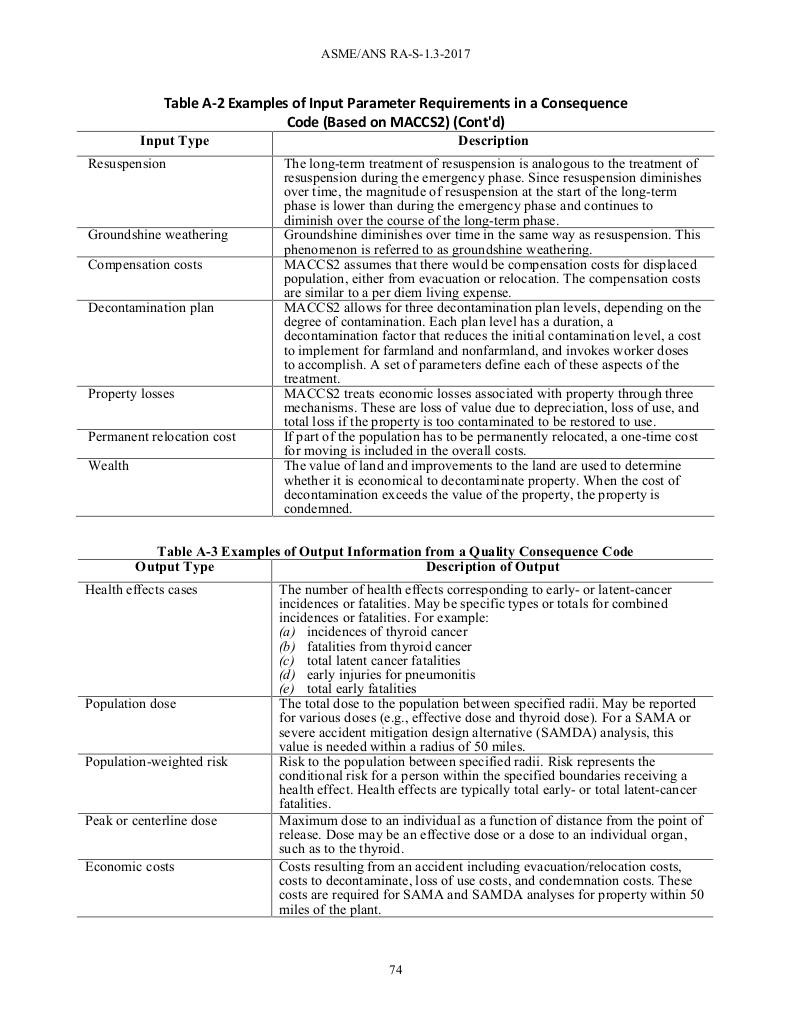 ASME/ANS RA-S-1.3-2017
Table A-2 Examples of Input Parameter Requirements in a Consequence
Code (Based on MACCS2) (Cont'd)
Input Type
Description
Resuspension
The long-term treatment of resuspension is analogous to the treatment of
resuspension during the emergency phase. Since resuspension diminishes
over time, the magnitude of resuspension at the start of the long-term
phase is lower than during the emergency phase and continues to
diminish over the course of the long-term phase.
Groundshine weathering
Groundshine diminishes over time in the same way as resuspension. This
phenomenon is referred to as groundshine weathering.
Compensation costs
MACCS2 assumes that there would be compensation costs for displaced
population, either from evacuation or relocation. The compensation costs
are similar to a per diem living expense.
Decontamination plan
MACCS2 allows for three decontamination plan levels, depending on the
degree of contamination. Each plan level has a duration, a
decontamination factor that reduces the initial contamination level, a cost
to implement for farmland and nonfarmland, and invokes worker doses
to accomplish. A set of parameters define each of these aspects of the
treatment.
Property losses
MACCS2 treats economic losses associated with property through three
mechanisms. These are loss of value due to depreciation, loss of use, and
total loss if the property is too contaminated to be restored to use.
Permanent relocation cost
If part of the population has to be permanently relocated, a one-time cost
for moving is included in the overall costs.
Wealth
The value of land and improvements to the land are used to determine
whether it is economical to decontaminate property. When the cost of
decontamination exceeds the value of the property, the property is
condemned.
Table A-3 Examples of Output Information from a Quality Consequence Code
Output Type
Description of Output
Health effects cases
The number of health effects corresponding to early- or latent-cancer
incidences or fatalities. May be specific types or totals for combined
incidences or fatalities. For example:
(a) incidences of thyroid cancer
(b) fatalities from thyroid cancer
(c) total latent cancer fatalities
(d) early injuries for pneumonitis
(e) total early fatalities
Population dose
The total dose to the population between specified radii. May be reported
for various doses (e.g., effective dose and thyroid dose). For a SAMA or
severe accident mitigation design alternative (SAMDA) analysis, this
value is needed within a radius of 50 miles.
Population-weighted risk
Risk to the population between specified radii. Risk represents the
conditional risk for a person within the specified boundaries receiving a
health effect. Health effects are typically total early- or total latent-cancer
fatalities.
Peak or centerline dose
Maximum dose to an individual as a function of distance from the point of
release. Dose may be an effective dose or a dose to an individual organ,
such as to the thyroid.
Economic costs
Costs resulting from an accident including evacuation/relocation costs,
costs to decontaminate, loss of use costs, and condemnation costs. These
costs are required for SAMA and SAMDA analyses for property within 50
miles of the plant.
74